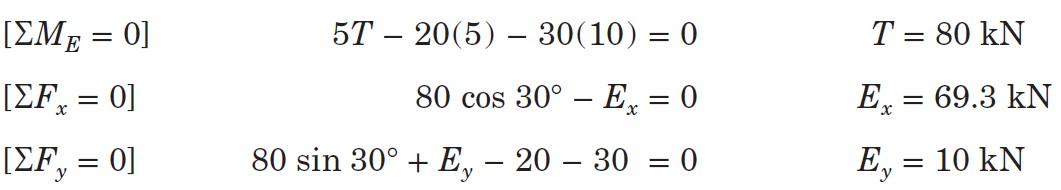 [ΣM_E = 0] 5T − 20(5) − 30(10) = 0 T = 80 kN
[ΣF_x = 0] 80 cos 30° − E_x = 0 E_x = 69.3 kN
[ΣF_y = 0] 80 sin 30° + E_y − 20 − 30 = 0 E_y = 10 kN